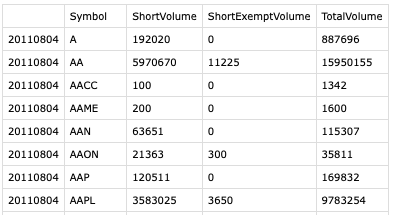 Symbol ShortVolume ShortExemptVolume TotalVolume
20110804 A 192020 0 887696
20110804 AA 5970670 11225 15950155
20110804 AACC 100 0 1342
20110804 AAME 200 0 1600
20110804 AAN 63651 0 115307
20110804 AAON 21363 300 35811
20110804 AAP 120511 0 169832
20110804 AAPL 3583025 3650 9783254